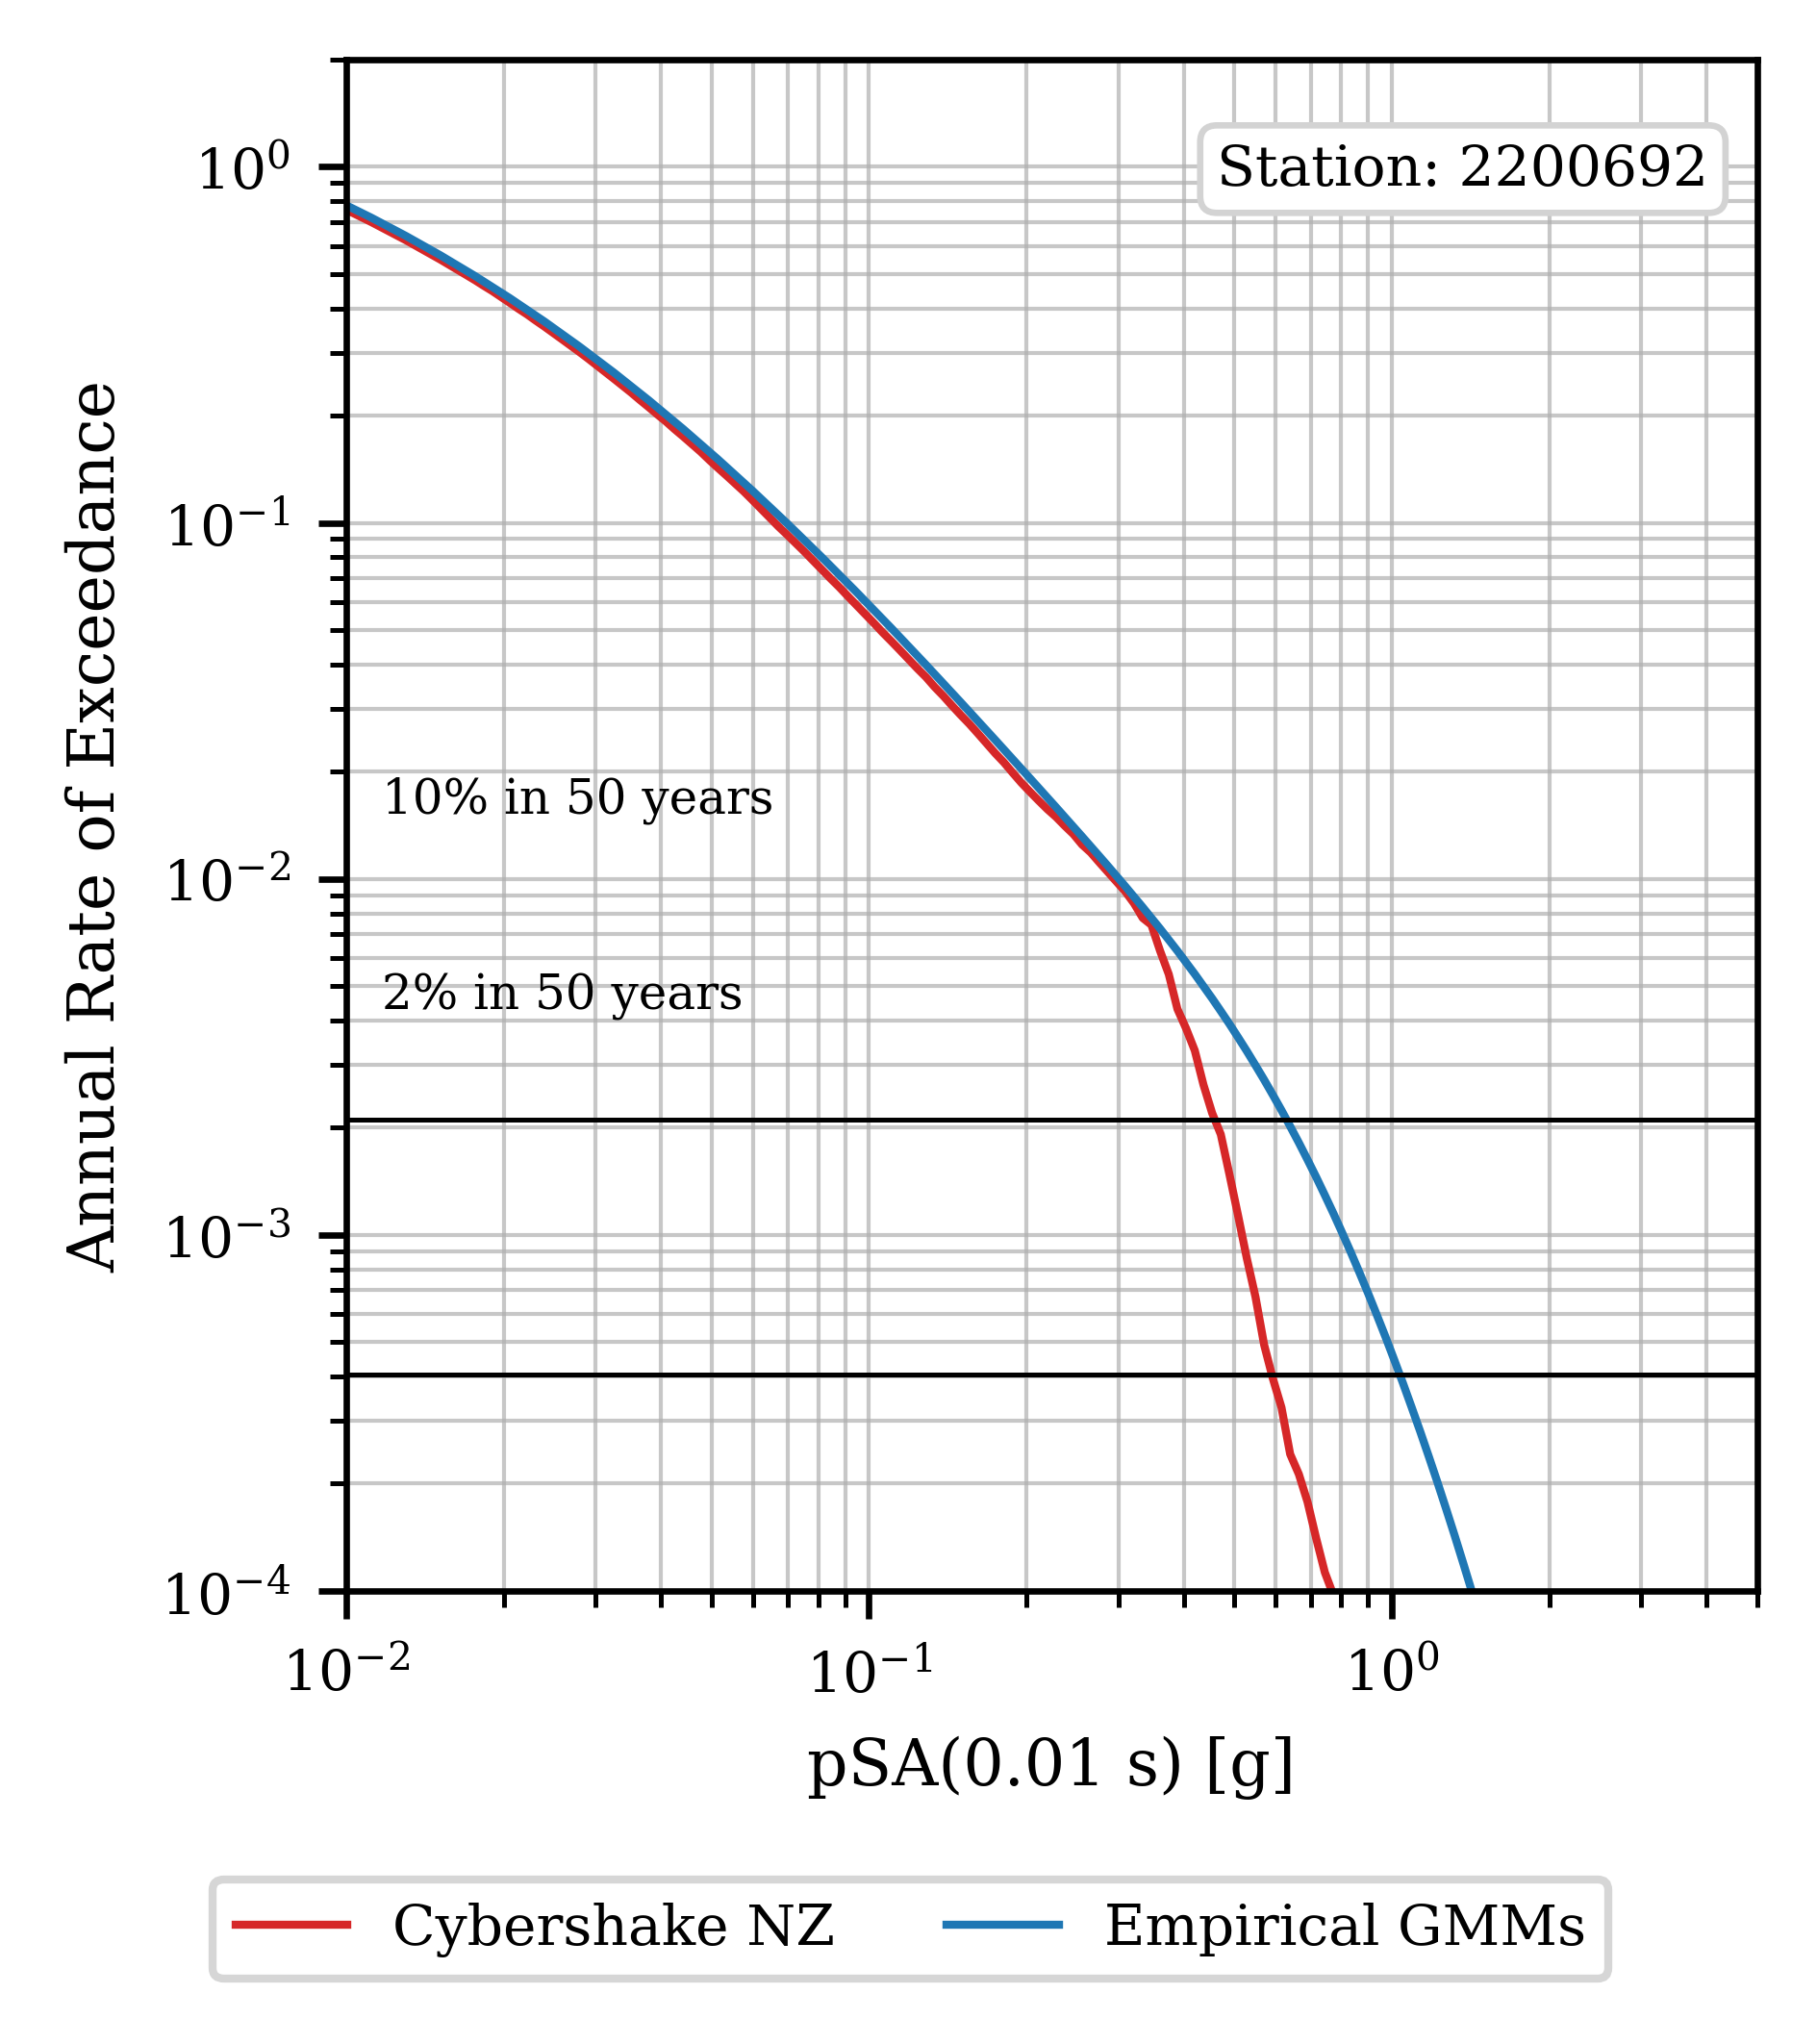 Station: 2200692
Annual Rate of Exceedance
10⁰
10⁻¹
10⁻²
10⁻³
10⁻⁴
10% in 50 years
2% in 50 years
10⁻² 10⁻¹ 10⁰
pSA(0.01 s) [g]
Cybershake NZ Empirical GMMs